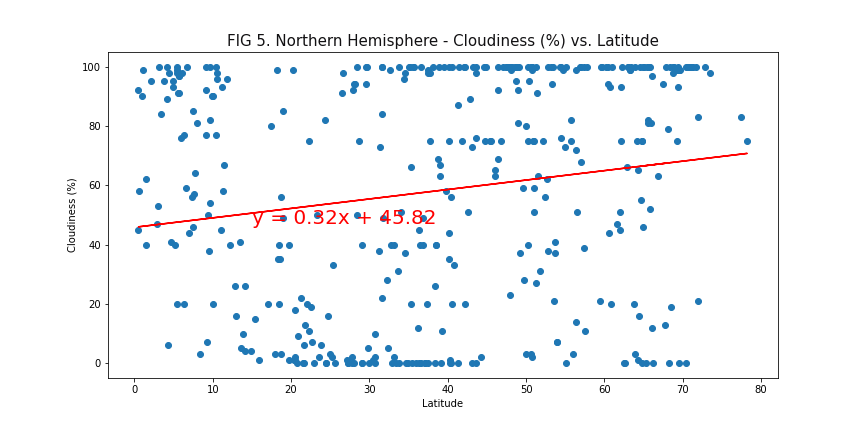 FIG 5. Northern Hemisphere - Cloudiness (%) vs. Latitude
Cloudiness (%)
100
80
60
40
20
0
y = 0.32x + 45.82
0 10 20 30 40 50 60 70 80
Latitude